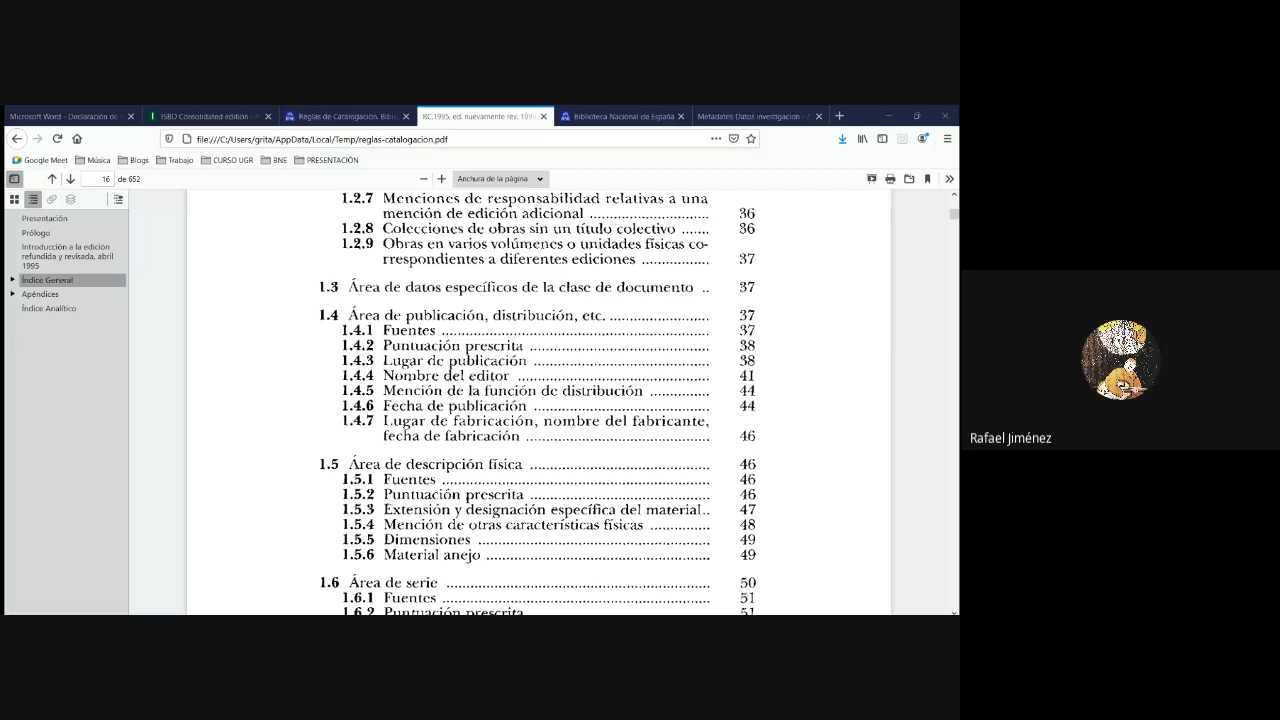 Microsoft Word - Declaración de
ISBD Consolidated edition -
Reglas de Catalogación. Bibli
RC.1995, ed. nuevamente rev. 199
Biblioteca Nacional de España
Metadatos Datos investigacion -
file:///C:/Users/grita/AppData/Local/Temp/reglas-catalogacion.pdf
Google Meet Música Blogs Trabajo CURSO UGR BNE PRESENTACIÓN
16 de 652
Anchura de la página
Presentación
Prólogo
Introducción a la edición
refundida y revisada, abril
1995
Índice General
Apéndices
Índice Analítico
1.2.7 Menciones de responsabilidad relativas a una
mención de edición adicional .............................. 36
1.2.8 Colecciones de obras sin un título colectivo ....... 36
1.2.9 Obras en varios volúmenes o unidades físicas co-
rrespondientes a diferentes ediciones ................. 37
1.3 Área de datos específicos de la clase de documento .. 37
1.4 Área de publicación, distribución, etc. .......................... 37
1.4.1 Fuentes .................................................................. 37
1.4.2 Puntuación prescrita ............................................. 38
1.4.3 Lugar de publicación ............................................ 38
1.4.4 Nombre del editor ................................................ 41
1.4.5 Mención de la función de distribución ............... 44
1.4.6 Fecha de publicación ............................................ 44
1.4.7 Lugar de fabricación, nombre del fabricante,
fecha de fabricación .............................................. 46
1.5 Área de descripción física ............................................. 46
1.5.1 Fuentes .................................................................. 46
1.5.2 Puntuación prescrita ............................................. 46
1.5.3 Extensión y designación específica del material.. 47
1.5.4 Mención de otras características físicas ............... 48
1.5.5 Dimensiones .......................................................... 49
1.5.6 Material anejo ........................................................ 49
1.6 Área de serie .................................................................. 50
1.6.1 Fuentes .................................................................. 51
1.6.2 Puntuación prescrita 51
Rafael Jiménez